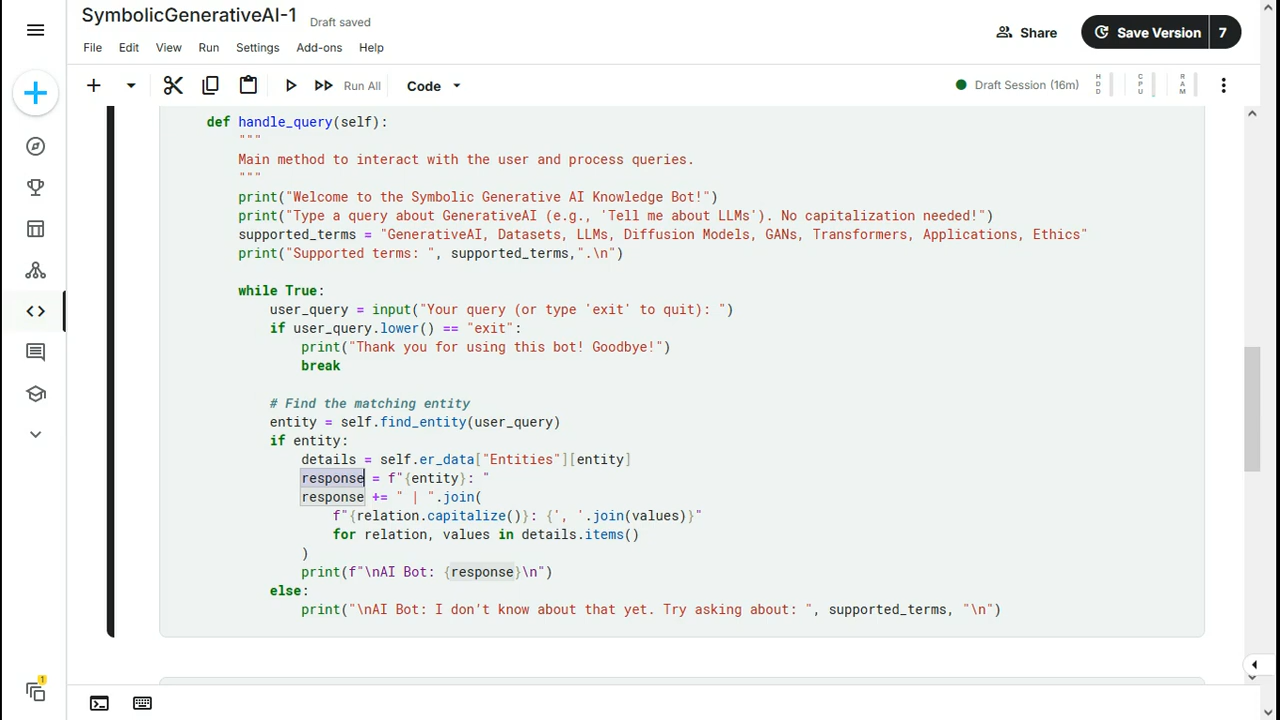 SymbolicGenerativeAI-1 Draft saved
Share
Save Version 7
File Edit View Run Settings Add-ons Help
Run All Code
Draft Session (16m)
HDD
CPU
RAM
def handle_query(self):
"""
Main method to interact with the user and process queries.
"""
print("Welcome to the Symbolic Generative AI Knowledge Bot!")
print("Type a query about GenerativeAI (e.g., 'Tell me about LLMs'). No capitalization needed!")
supported_terms = "GenerativeAI, Datasets, LLMs, Diffusion Models, GANs, Transformers, Applications, Ethics"
print("Supported terms: ", supported_terms,".\n")
while True:
user_query = input("Your query (or type 'exit' to quit): ")
if user_query.lower() == "exit":
print("Thank you for using this bot! Goodbye!")
break
# Find the matching entity
entity = self.find_entity(user_query)
if entity:
details = self.er_data["Entities"][entity]
response = f"{entity}: "
response += " | ".join(
f"{relation.capitalize()}: {', '.join(values)}"
for relation, values in details.items()
)
print(f"\nAI Bot: {response}\n")
else:
print("\nAI Bot: I don't know about that yet. Try asking about: ", supported_terms, "\n")
1